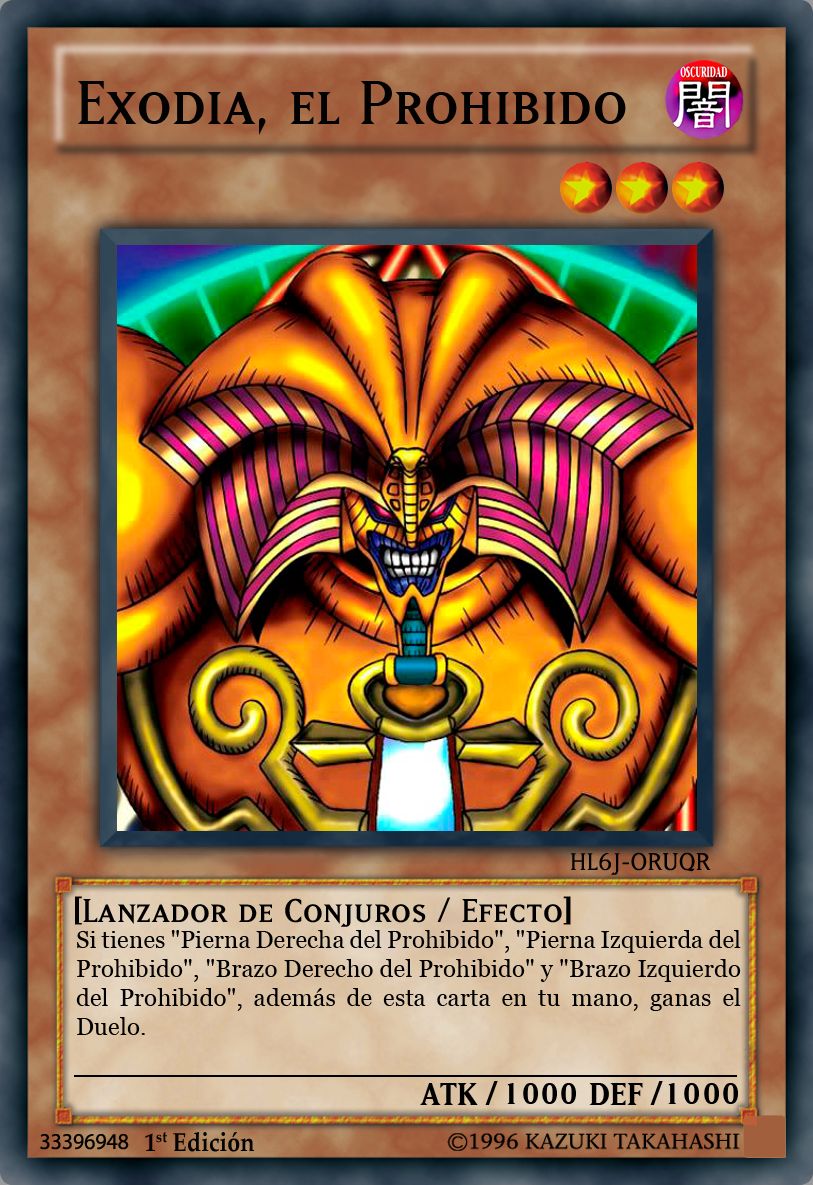 Exodia, el Prohibido
OSCURIDAD
闇
HL6J-ORUQR
[Lanzador de Conjuros / Efecto]
Si tienes "Pierna Derecha del Prohibido", "Pierna Izquierda del
Prohibido", "Brazo Derecho del Prohibido" y "Brazo Izquierdo
del Prohibido", además de esta carta en tu mano, ganas el
Duelo.
ATK / 1000 DEF /1000
33396948 1st Edición ©1996 KAZUKI TAKAHASHI